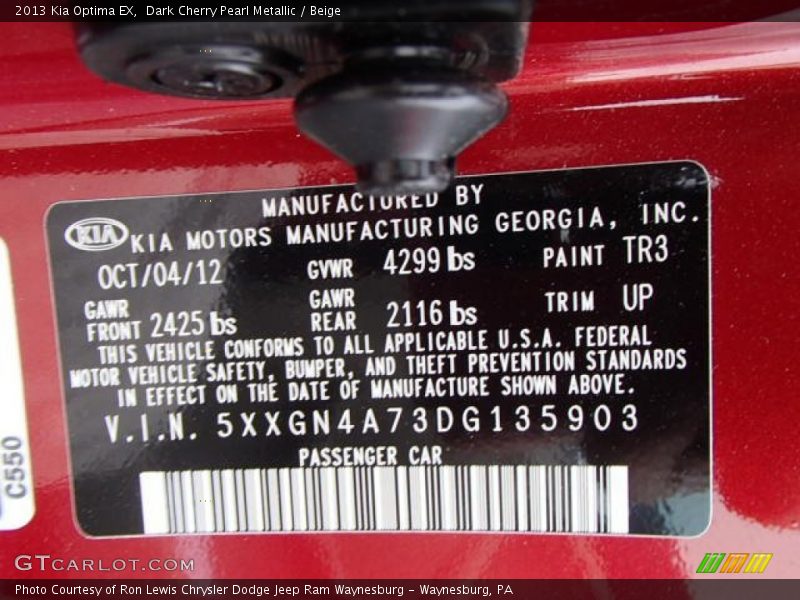 2013 Kia Optima EX, Dark Cherry Pearl Metallic / Beige
MANUFACTURED BY
KIA KIA MOTORS MANUFACTURING GEORGIA, INC.
OCT/04/12 GVWR 4299 lbs PAINT TR3
GAWR FRONT 2425 lbs GAWR REAR 2116 lbs TRIM UP
THIS VEHICLE CONFORMS TO ALL APPLICABLE U.S.A. FEDERAL
MOTOR VEHICLE SAFETY, BUMPER, AND THEFT PREVENTION STANDARDS
IN EFFECT ON THE DATE OF MANUFACTURE SHOWN ABOVE.
V.I.N. 5XXGN4A73DG135903
PASSENGER CAR
C550
GTCARLOT.COM
Photo Courtesy of Ron Lewis Chrysler Dodge Jeep Ram Waynesburg - Waynesburg, PA